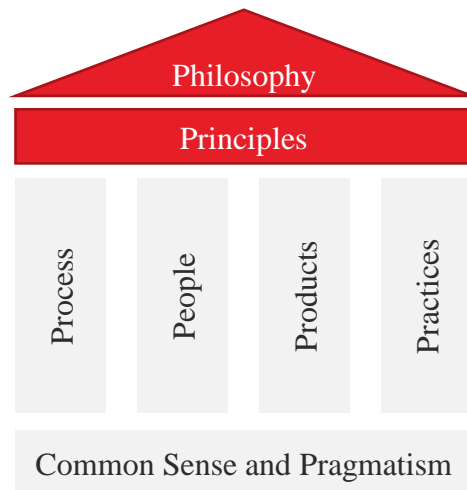 Philosophy
Principles
Process
People
Products
Practices
Common Sense and Pragmatism